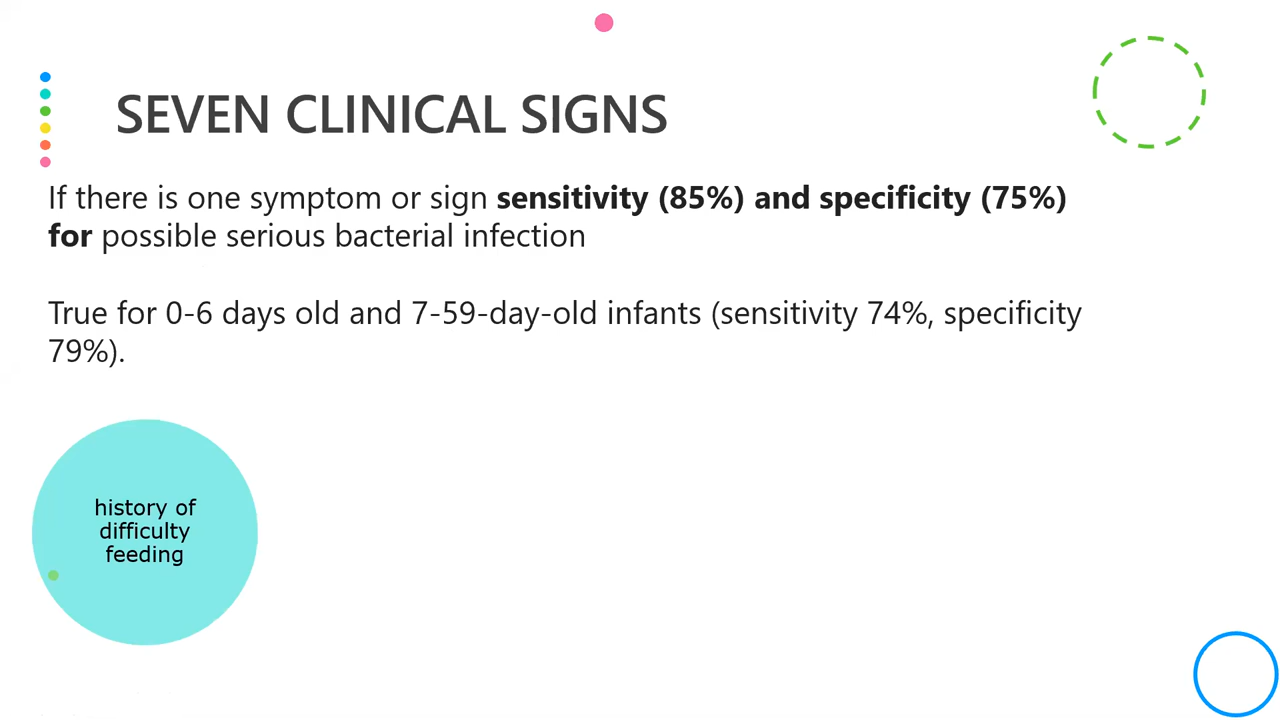 SEVEN CLINICAL SIGNS
If there is one symptom or sign sensitivity (85%) and specificity (75%)
for possible serious bacterial infection
True for 0-6 days old and 7-59-day-old infants (sensitivity 74%, specificity
79%).
history of
difficulty
feeding